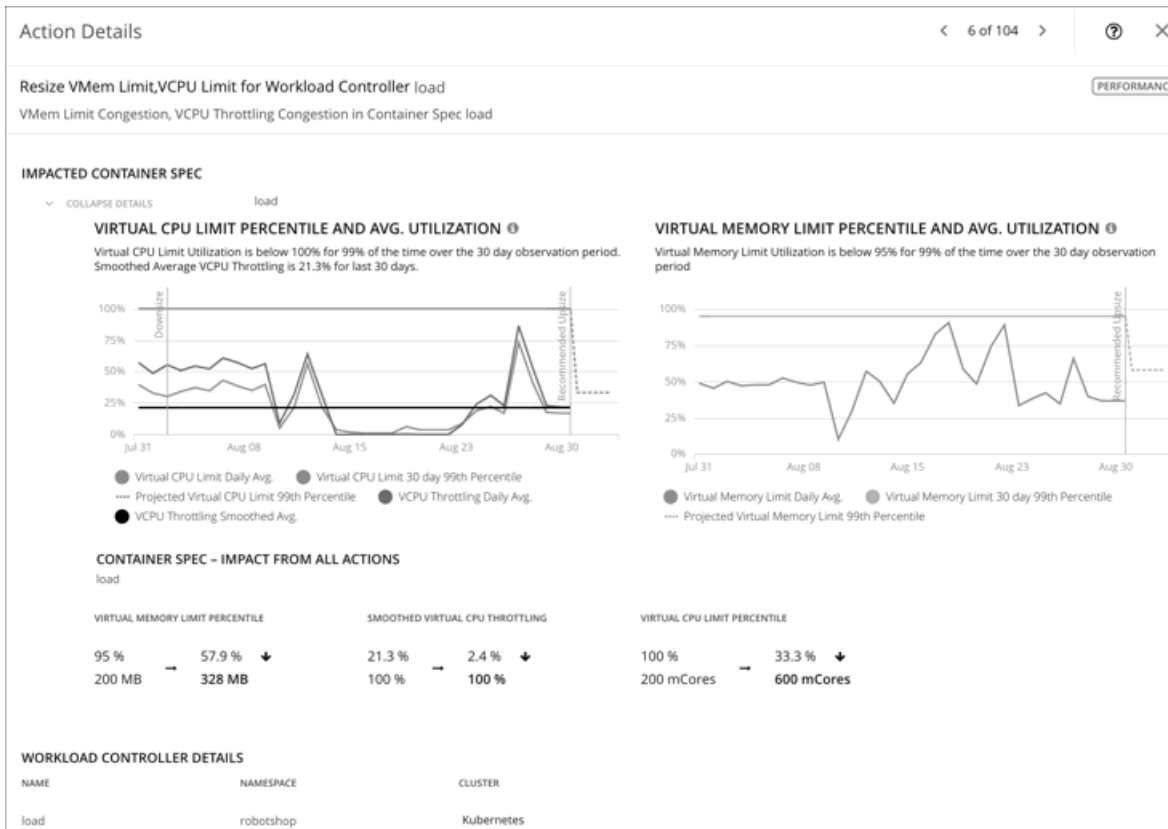 Action Details
6 of 104
Resize VMem Limit,VCPU Limit for Workload Controller load
PERFORMANC
VMem Limit Congestion, VCPU Throttling Congestion in Container Spec load
IMPACTED CONTAINER SPEC
COLLAPSE DETAILS
load
VIRTUAL CPU LIMIT PERCENTILE AND AVG. UTILIZATION
Virtual CPU Limit Utilization is below 100% for 99% of the time over the 30 day observation period.
Smoothed Average VCPU Throttling is 21.3% for last 30 days.
100%
75%
50%
25%
0%
Downsize
Recommended Upsize
Jul 31
Aug 08
Aug 15
Aug 23
Aug 30
Virtual CPU Limit Daily Avg.
Virtual CPU Limit 30 day 99th Percentile
Projected Virtual CPU Limit 99th Percentile
VCPU Throttling Daily Avg.
VCPU Throttling Smoothed Avg.
VIRTUAL MEMORY LIMIT PERCENTILE AND AVG. UTILIZATION
Virtual Memory Limit Utilization is below 95% for 99% of the time over the 30 day observation
period
100%
75%
50%
25%
0%
Recommended Upsize
Jul 31
Aug 08
Aug 15
Aug 23
Aug 30
Virtual Memory Limit Daily Avg.
Virtual Memory Limit 30 day 99th Percentile
Projected Virtual Memory Limit 99th Percentile
CONTAINER SPEC – IMPACT FROM ALL ACTIONS
load
VIRTUAL MEMORY LIMIT PERCENTILE
95 % → 57.9 % ↓
200 MB 328 MB
SMOOTHED VIRTUAL CPU THROTTLING
21.3 % → 2.4 % ↓
100 % 100 %
VIRTUAL CPU LIMIT PERCENTILE
100 % → 33.3 % ↓
200 mCores 600 mCores
WORKLOAD CONTROLLER DETAILS
NAME NAMESPACE CLUSTER
load robotshop Kubernetes